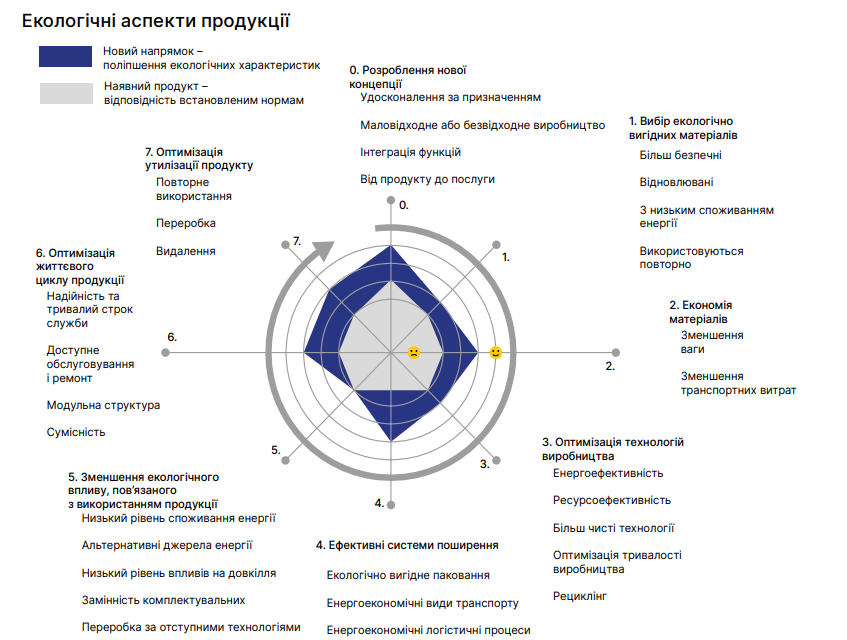 Екологічні аспекти продукції
Новий напрямок –
поліпшення екологічних характеристик
Наявний продукт –
відповідність встановленим нормам
0. Розроблення нової
концепції
Удосконалення за призначенням
Маловідходне або безвідходне виробництво
Інтеграція функцій
Від продукту до послуги
1. Вибір екологічно
вигідних матеріалів
Більш безпечні
Відновлювані
З низьким споживанням
енергії
Використовуються
повторно
2. Економія
матеріалів
Зменшення
ваги
Зменшення
транспортних витрат
3. Оптимізація технологій
виробництва
Енергоефективність
Ресурсоефективність
Більш чисті технології
Оптимізація тривалості
виробництва
Рециклінг
4. Ефективні системи поширення
Екологічно вигідне паковання
Енергоекономічні види транспорту
Енергоекономічні логістичні процеси
5. Зменшення екологічного
впливу, пов’язаного
з використанням продукції
Низький рівень споживання енергії
Альтернативні джерела енергії
Низький рівень впливів на довкілля
Замінність комплектувальних
Переробка за отступними технологіями
6. Оптимізація
життєвого
циклу продукції
Надійність та
тривалий строк
служби
Доступне
обслуговування
і ремонт
Модульна структура
Сумісність
7. Оптимізація
утилізації продукту
Повторне
використання
Переробка
Видалення
0.
1.
2.
3.
4.
5.
6.
7.